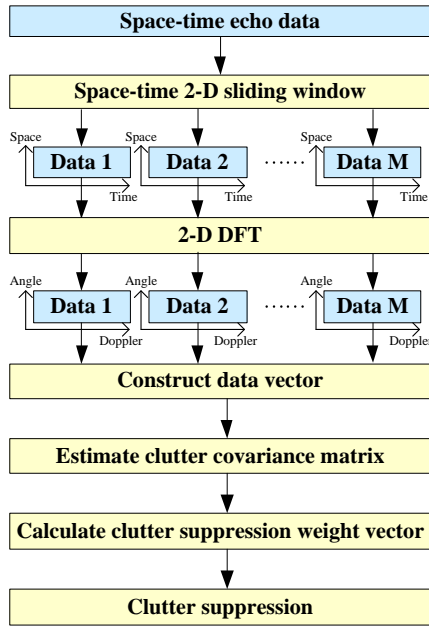 Space-time echo data
Space-time 2-D sliding window
Space Space Space
Data 1 Data 2 …… Data M
Time Time Time
2-D DFT
Angle Angle Angle
Data 1 Data 2 …… Data M
Doppler Doppler Doppler
Construct data vector
Estimate clutter covariance matrix
Calculate clutter suppression weight vector
Clutter suppression